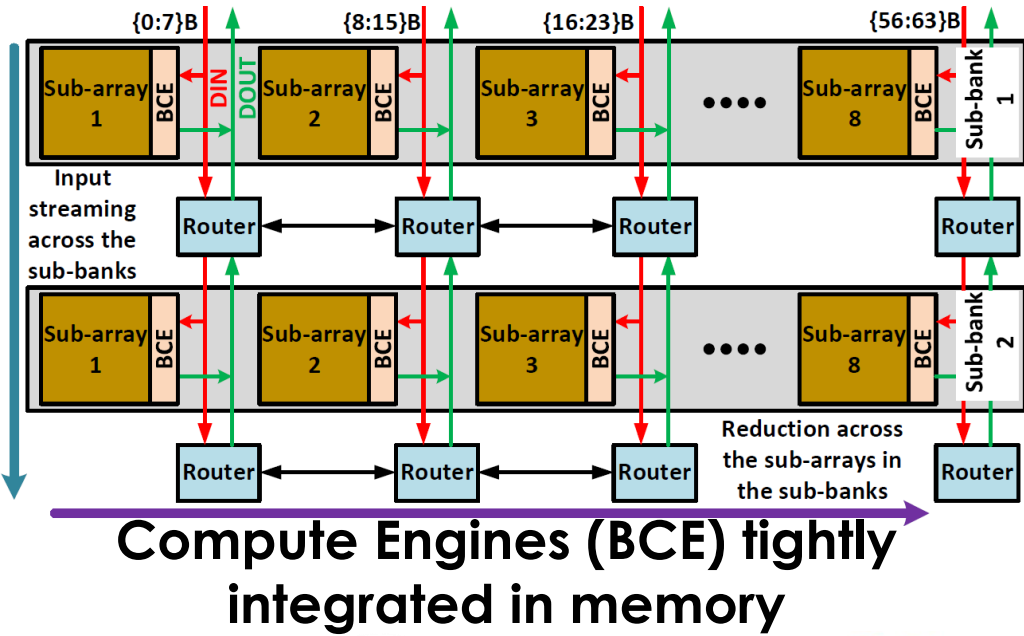 {0:7}B
{8:15}B
{16:23}B
{56:63}B
Sub-array
1
BCE
DIN
DOUT
Sub-array
2
BCE
Sub-array
3
BCE
Sub-array
8
BCE
Sub-bank
1
Input
streaming
across the
sub-banks
Router
Router
Router
Router
Sub-array
1
BCE
Sub-array
2
BCE
Sub-array
3
BCE
Sub-array
8
BCE
Sub-bank
2
Router
Router
Router
Reduction across
the sub-arrays in
the sub-banks
Router
Compute Engines (BCE) tightly
integrated in memory